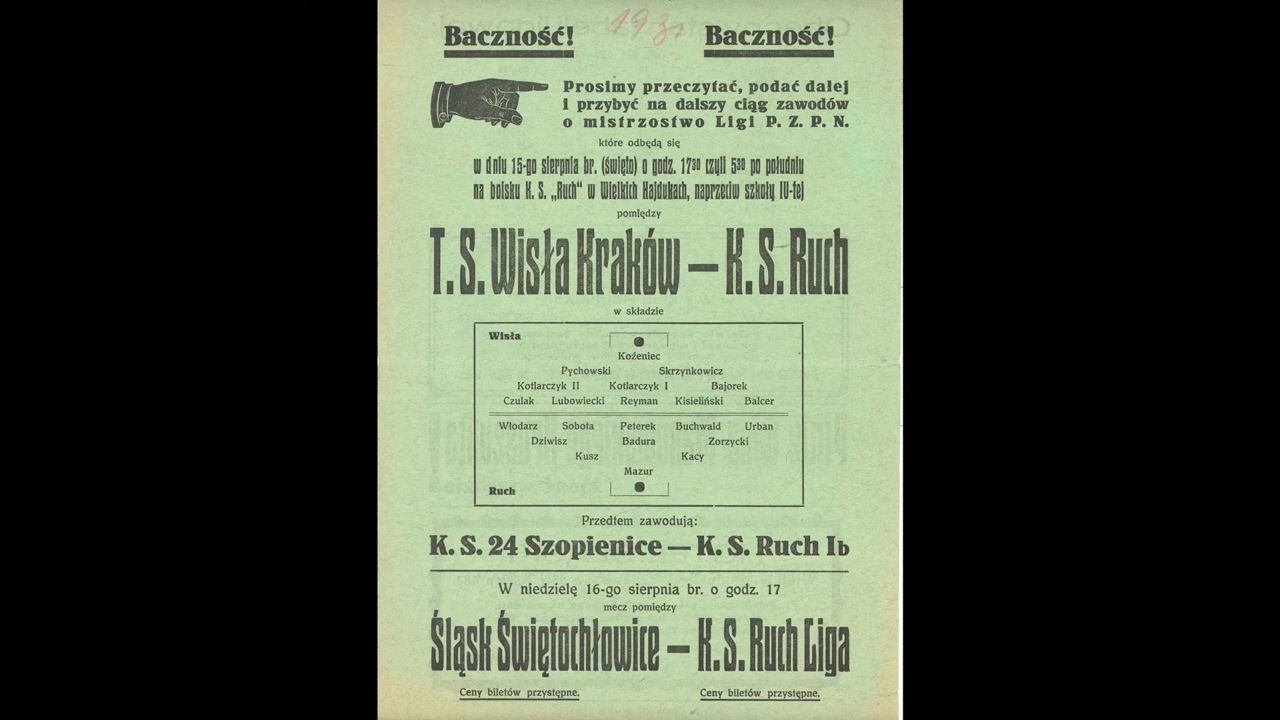 Baczność! 1931 Baczność!
Prosimy przeczytać, podać dalej
i przybyć na dalszy ciąg zawodów
o mistrzostwo Ligi P. Z. P. N.
które odbędą się
w dniu 15-go sierpnia br. (święto) o godz. 17³⁰ czyli 5³⁰ po południu
na boisku K. S. „Ruch" w Wielkich Hajdukach, naprzeciw szkoły IV-tej
pomiędzy
T. S. Wisła Kraków — K. S. Ruch
w składzie
Wisła
Koźeniec
Pychowski Skrzynkowicz
Kotlarczyk II Kotlarczyk I Bajorek
Czulak Lubowiecki Reyman Kisieliński Balcer
Włodarz Sobota Peterek Buchwald Urban
Dziwisz Badura Zorzycki
Kusz Kacy
Mazur
Ruch
Przedtem zawodują:
K. S. 24 Szopienice — K. S. Ruch Ib
W niedzielę 16-go sierpnia br. o godz. 17
mecz pomiędzy
Śląsk Świętochłowice — K. S. Ruch Liga
Ceny biletów przystępne. Ceny biletów przystępne.